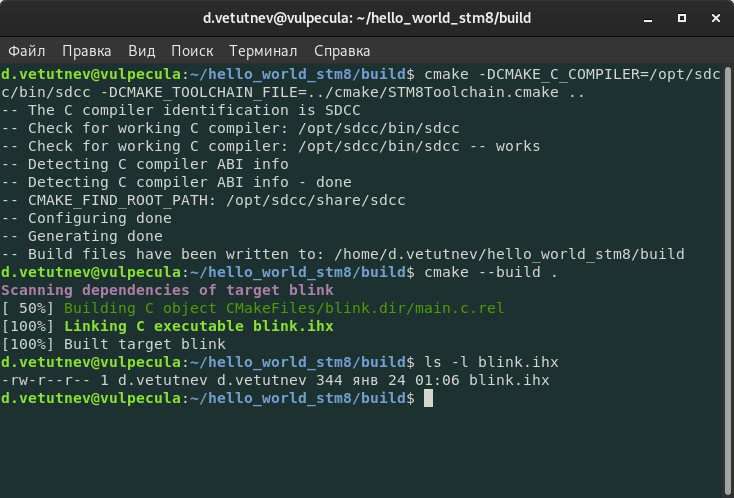 d.vetutnev@vulpecula: ~/hello_world_stm8/build
Файл Правка Вид Поиск Терминал Справка
d.vetutnev@vulpecula:~/hello_world_stm8/build$ cmake -DCMAKE_C_COMPILER=/opt/sdc
c/bin/sdcc -DCMAKE_TOOLCHAIN_FILE=../cmake/STM8Toolchain.cmake ..
-- The C compiler identification is SDCC
-- Check for working C compiler: /opt/sdcc/bin/sdcc
-- Check for working C compiler: /opt/sdcc/bin/sdcc -- works
-- Detecting C compiler ABI info
-- Detecting C compiler ABI info - done
-- CMAKE_FIND_ROOT_PATH: /opt/sdcc/share/sdcc
-- Configuring done
-- Generating done
-- Build files have been written to: /home/d.vetutnev/hello_world_stm8/build
d.vetutnev@vulpecula:~/hello_world_stm8/build$ cmake --build .
Scanning dependencies of target blink
[ 50%] Building C object CMakeFiles/blink.dir/main.c.rel
[100%] Linking C executable blink.ihx
[100%] Built target blink
d.vetutnev@vulpecula:~/hello_world_stm8/build$ ls -l blink.ihx
-rw-r--r-- 1 d.vetutnev d.vetutnev 344 янв 24 01:06 blink.ihx
d.vetutnev@vulpecula:~/hello_world_stm8/build$